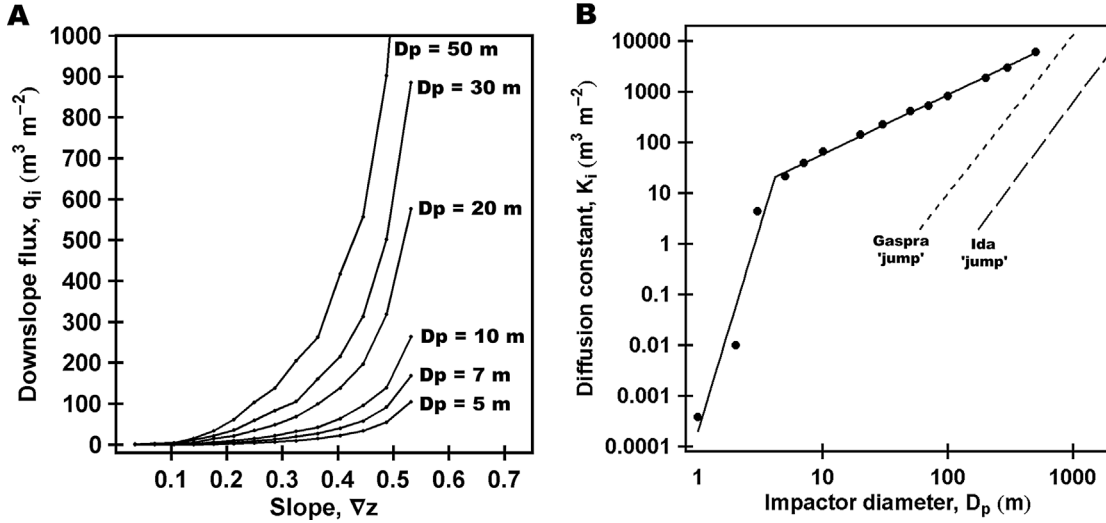 A
1000
900
800
700
600
500
400
300
200
100
0
Downslope flux, qᵢ (m³ m⁻²)
Dp = 50 m
Dp = 30 m
Dp = 20 m
Dp = 10 m
Dp = 7 m
Dp = 5 m
0.1 0.2 0.3 0.4 0.5 0.6 0.7
Slope, ∇z
B
10000
1000
100
10
1
0.1
0.01
0.001
0.0001
Diffusion constant, Kᵢ (m³ m⁻²)
Gaspra
'jump'
Ida
'jump'
1 10 100 1000
Impactor diameter, Dₚ (m)